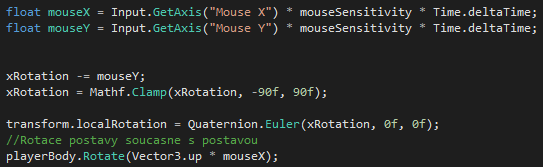 float mouseX = Input.GetAxis("Mouse X") * mouseSensitivity * Time.deltaTime;
float mouseY = Input.GetAxis("Mouse Y") * mouseSensitivity * Time.deltaTime;
xRotation -= mouseY;
xRotation = Mathf.Clamp(xRotation, -90f, 90f);
transform.localRotation = Quaternion.Euler(xRotation, 0f, 0f);
//Rotace postavy soucasne s postavou
playerBody.Rotate(Vector3.up * mouseX);